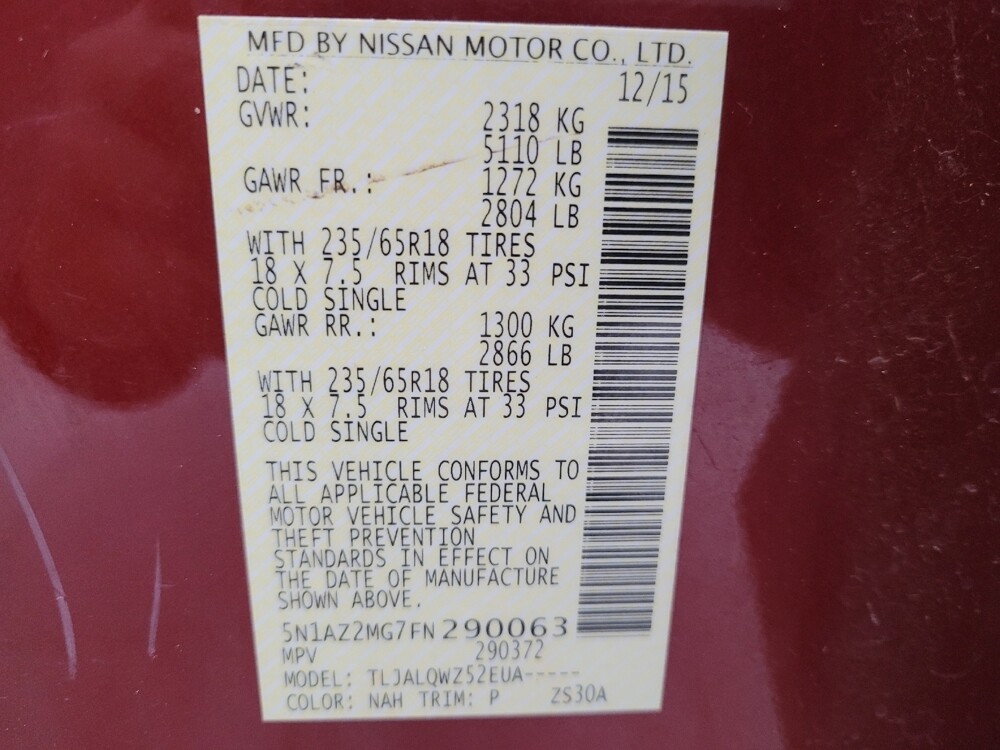 MFD BY NISSAN MOTOR CO., LTD.
DATE: 12/15
GVWR: 2318 KG
5110 LB
GAWR FR.: 1272 KG
2804 LB
WITH 235/65R18 TIRES
18 X 7.5 RIMS AT 33 PSI
COLD SINGLE
GAWR RR.: 1300 KG
2866 LB
WITH 235/65R18 TIRES
18 X 7.5 RIMS AT 33 PSI
COLD SINGLE
THIS VEHICLE CONFORMS TO
ALL APPLICABLE FEDERAL
MOTOR VEHICLE SAFETY AND
THEFT PREVENTION
STANDARDS IN EFFECT ON
THE DATE OF MANUFACTURE
SHOWN ABOVE.
5N1AZ2MG7FN290063
MPV 290372
MODEL: TLJALQWZ52EUA-----
COLOR: NAH TRIM: P ZS30A